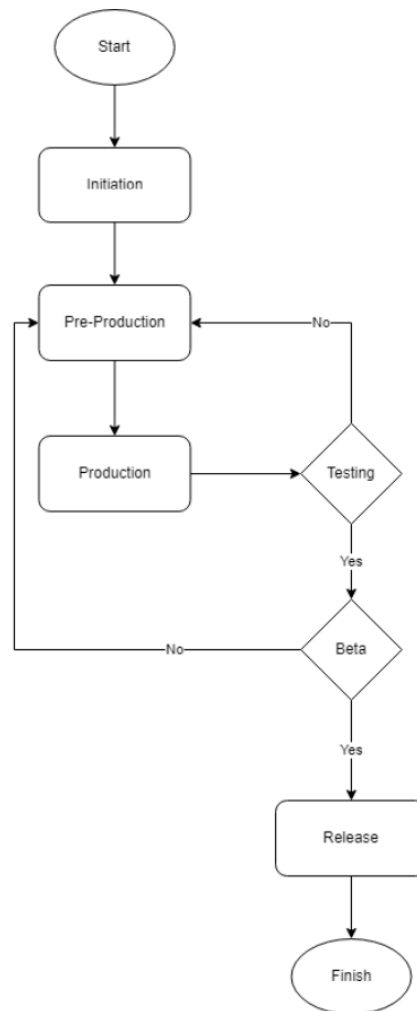 Start
Initiation
Pre-Production
No
Production
Testing
Yes
Beta
No
Yes
Release
Finish